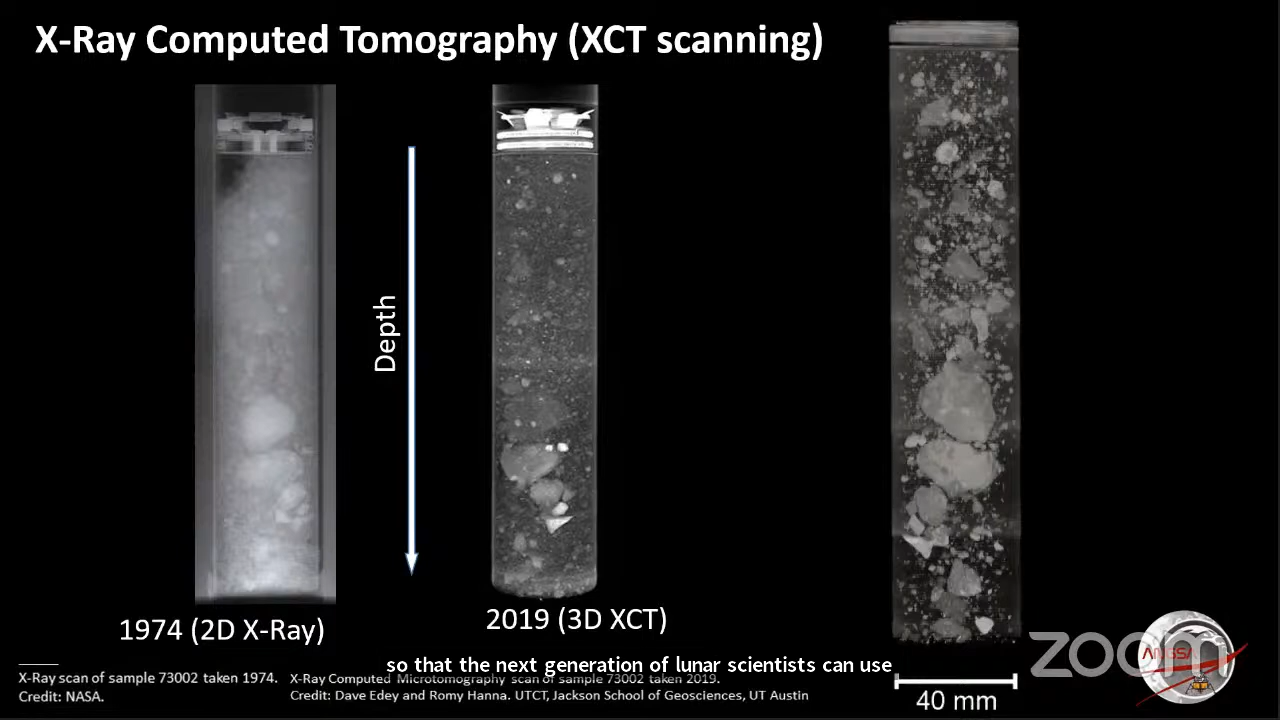 X-Ray Computed Tomography (XCT scanning)
Depth
1974 (2D X-Ray)
2019 (3D XCT)
X-Ray scan of sample 73002 taken 1974.
Credit: NASA.
X-Ray Computed Microtomography scan of sample 73002 taken 2019.
Credit: Dave Edey and Romy Hanna. UTCT, Jackson School of Geosciences, UT Austin
so that the next generation of lunar scientists can use
40 mm
zoom
ANGSA